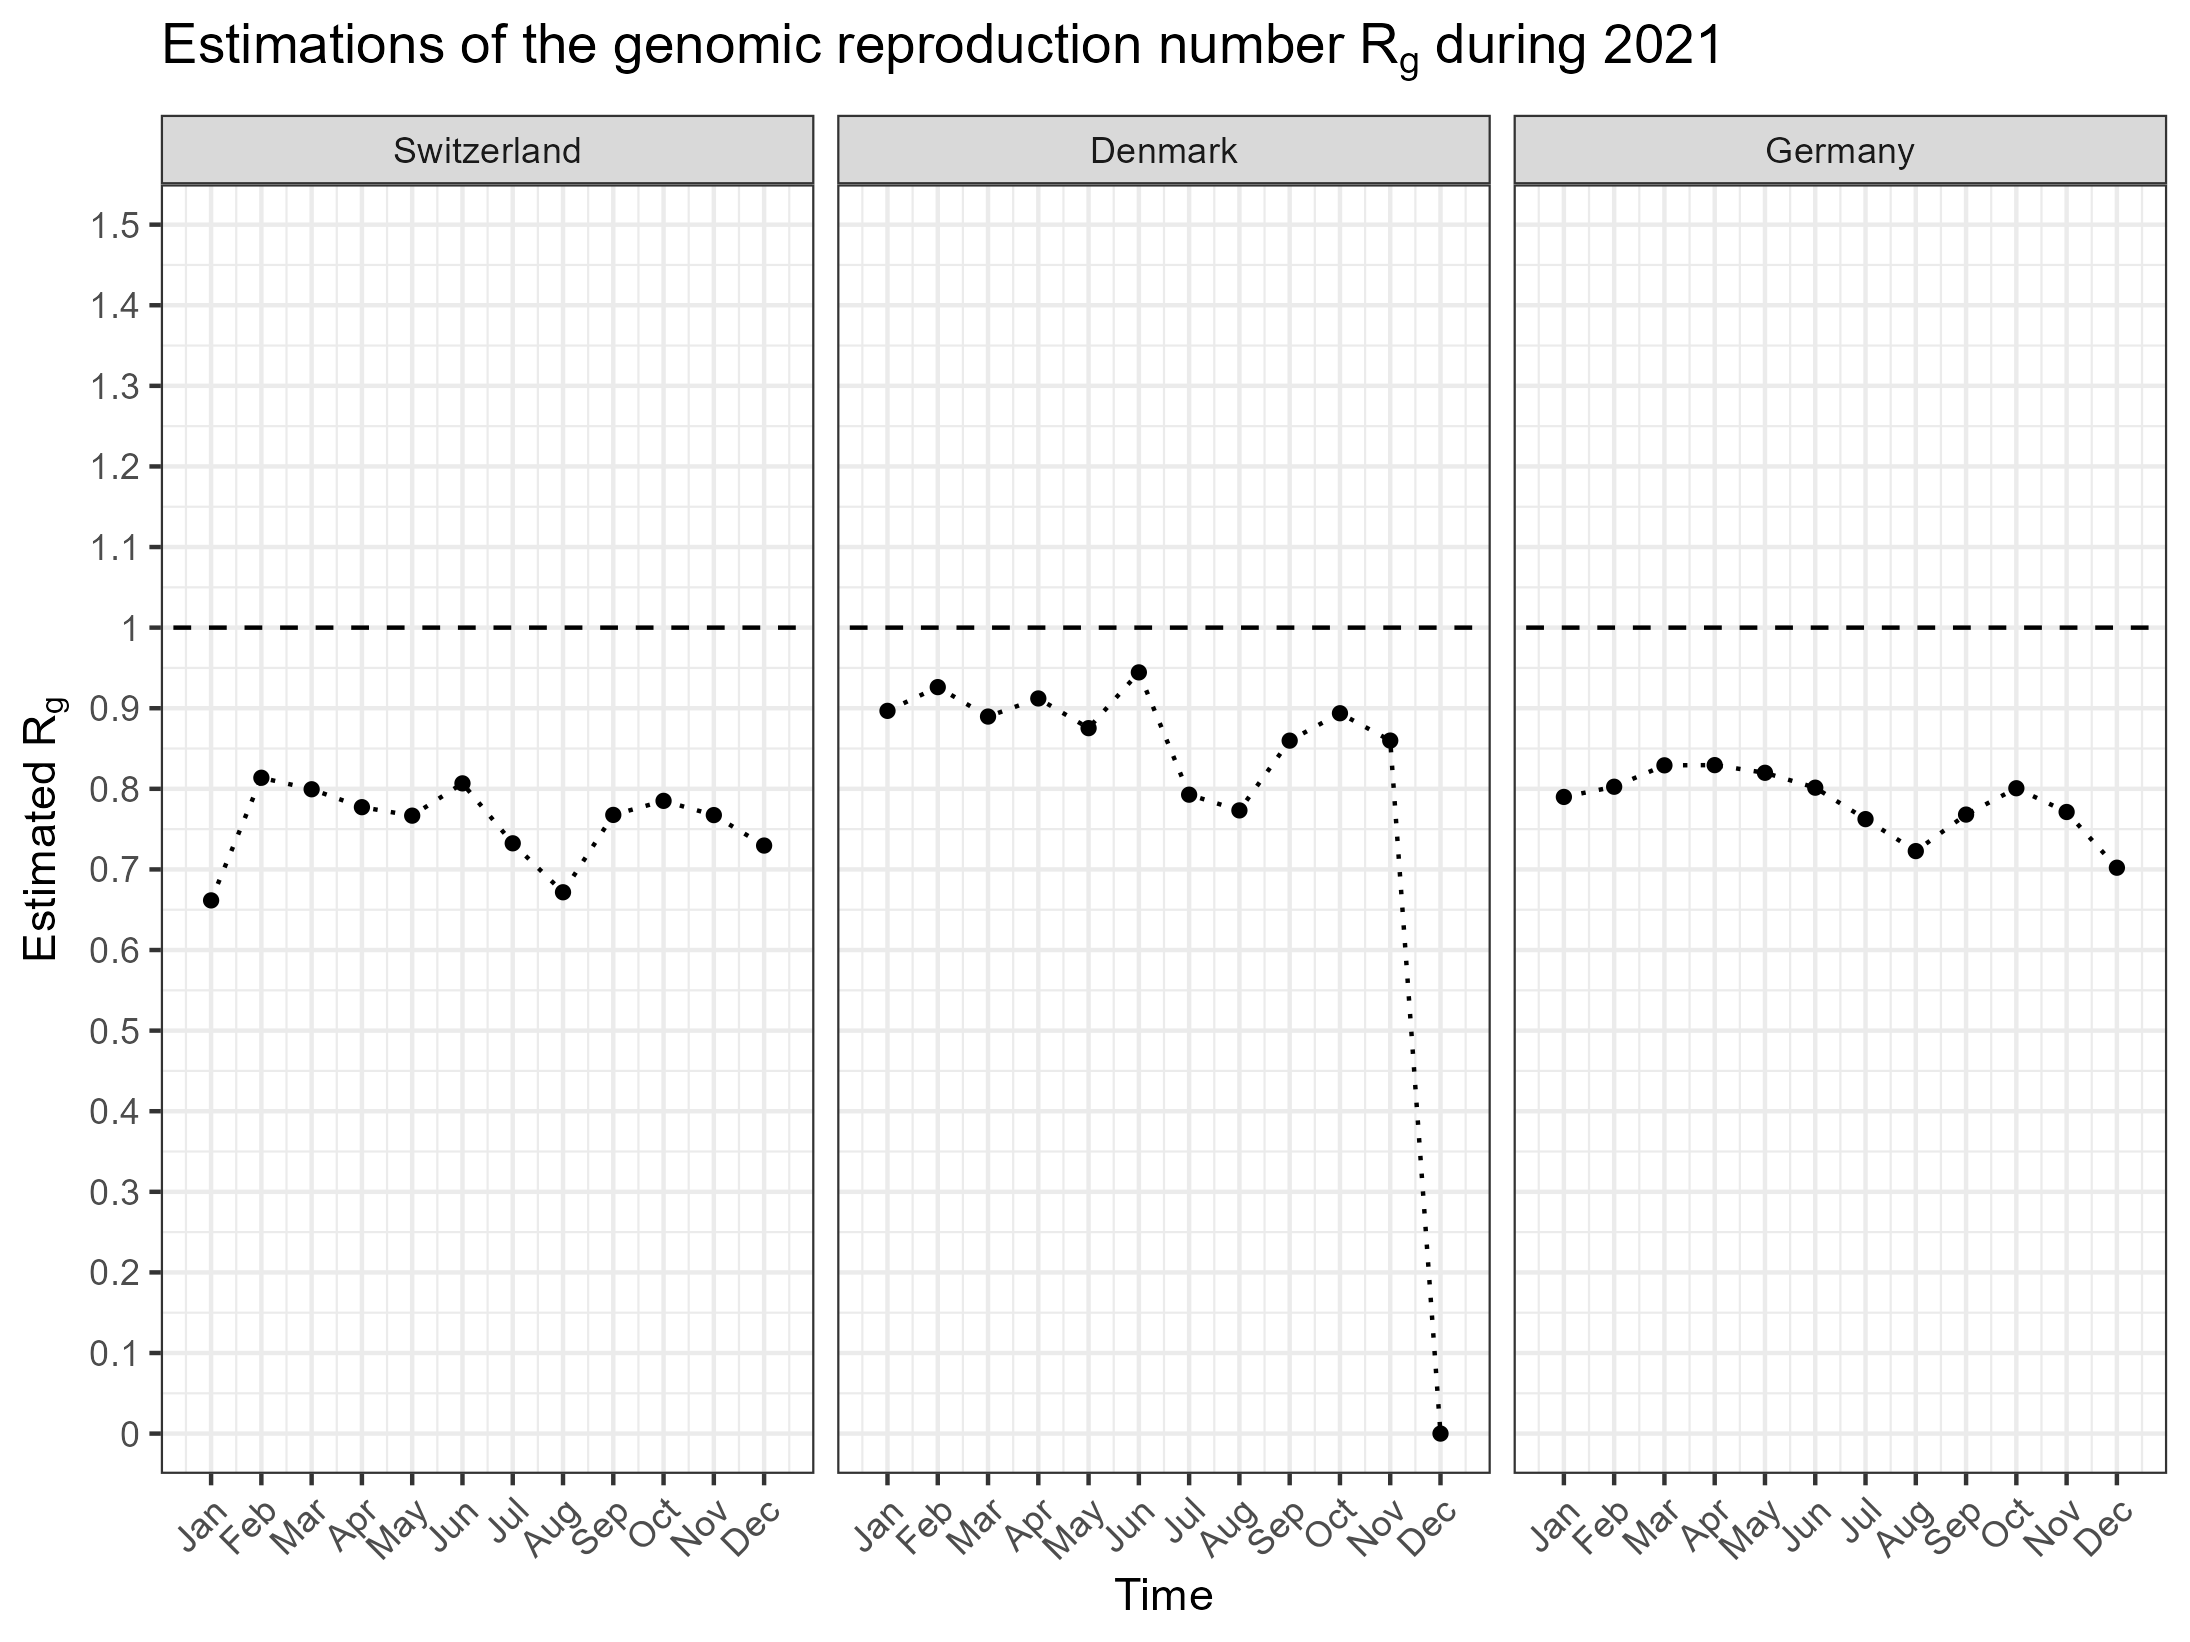 Estimations of the genomic reproduction number Rg during 2021
Switzerland Denmark Germany
Estimated Rg
1.5
1.4
1.3
1.2
1.1
1
0.9
0.8
0.7
0.6
0.5
0.4
0.3
0.2
0.1
0
Jan Feb Mar Apr May Jun Jul Aug Sep Oct Nov Dec
Jan Feb Mar Apr May Jun Jul Aug Sep Oct Nov Dec
Jan Feb Mar Apr May Jun Jul Aug Sep Oct Nov Dec
Time